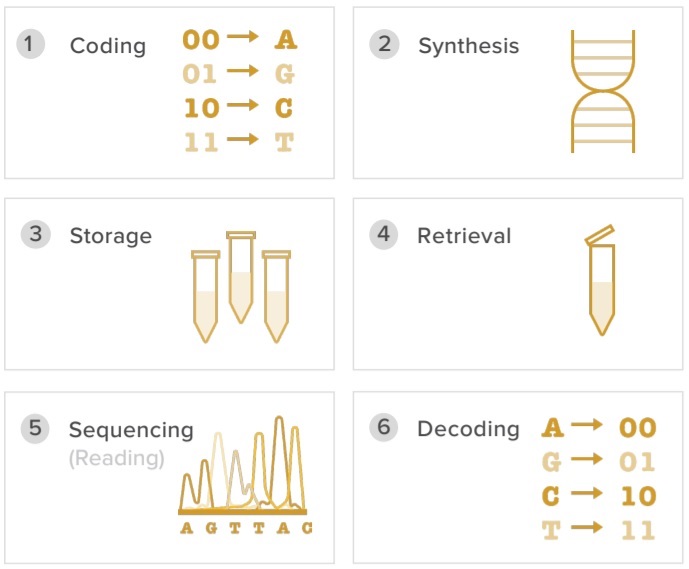 1 Coding
00 → A
01 → G
10 → C
11 → T
2 Synthesis
3 Storage
4 Retrieval
5 Sequencing
(Reading)
A G T T A C
6 Decoding
A → 00
G → 01
C → 10
T → 11